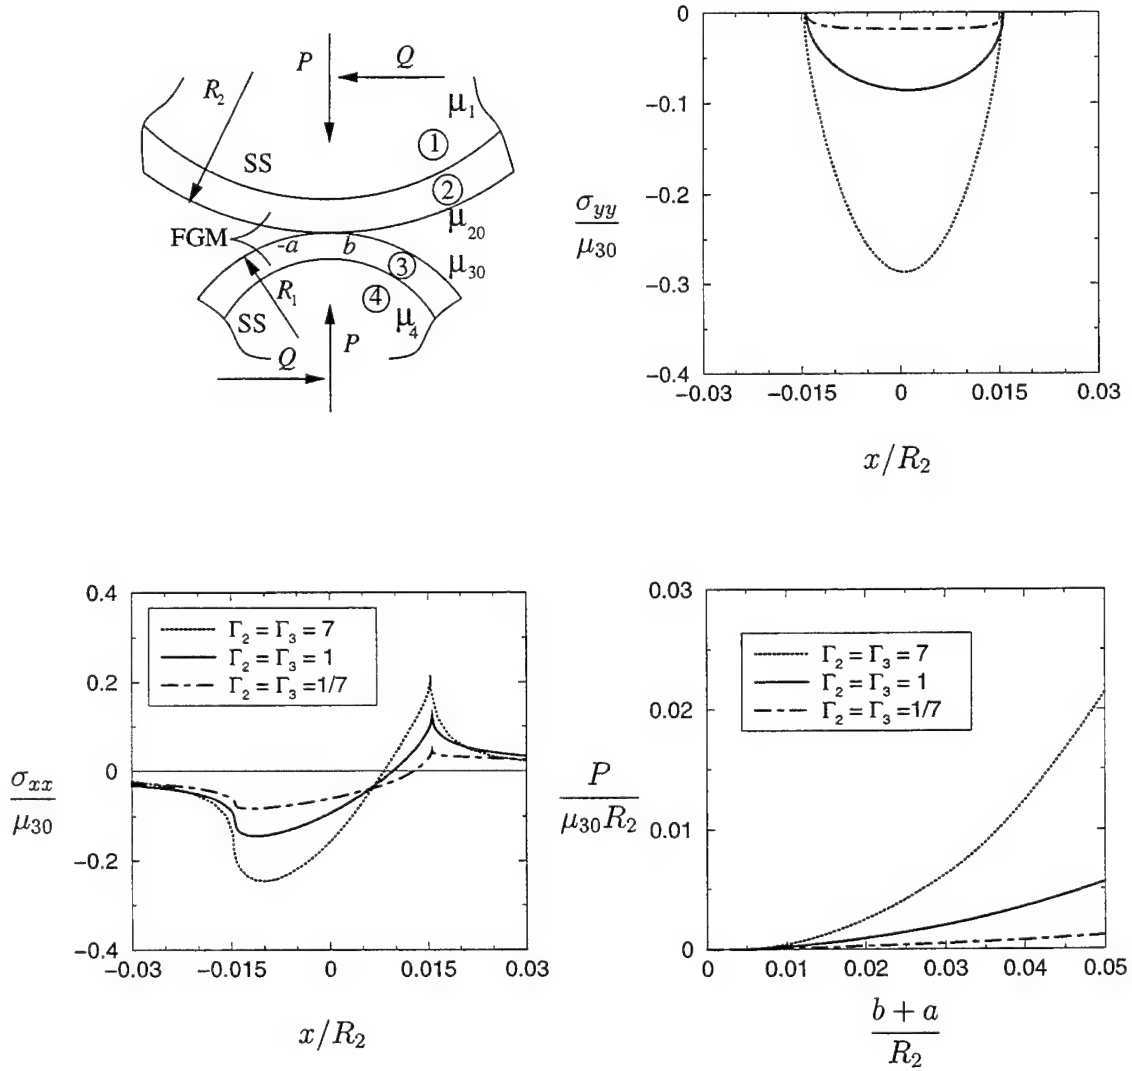 P
Q
R₂
μ₁
SS
①
②
μ₂₀
FGM
-a
b
μ₃₀
③
R₁
④
SS
μ₄
Q
P
0
−0.1
−0.2
−0.3
−0.4
σ_yy
μ₃₀
−0.03 −0.015 0 0.015 0.03
x/R₂
0.4
0.2
0
−0.2
−0.4
Γ₂ = Γ₃ = 7
Γ₂ = Γ₃ = 1
Γ₂ = Γ₃ =1/7
σ_xx
μ₃₀
−0.03 −0.015 0 0.015 0.03
x/R₂
0.03
0.02
0.01
0
Γ₂ = Γ₃ = 7
Γ₂ = Γ₃ = 1
Γ₂ = Γ₃ =1/7
P
μ₃₀R₂
0 0.01 0.02 0.03 0.04 0.05
b + a
R₂